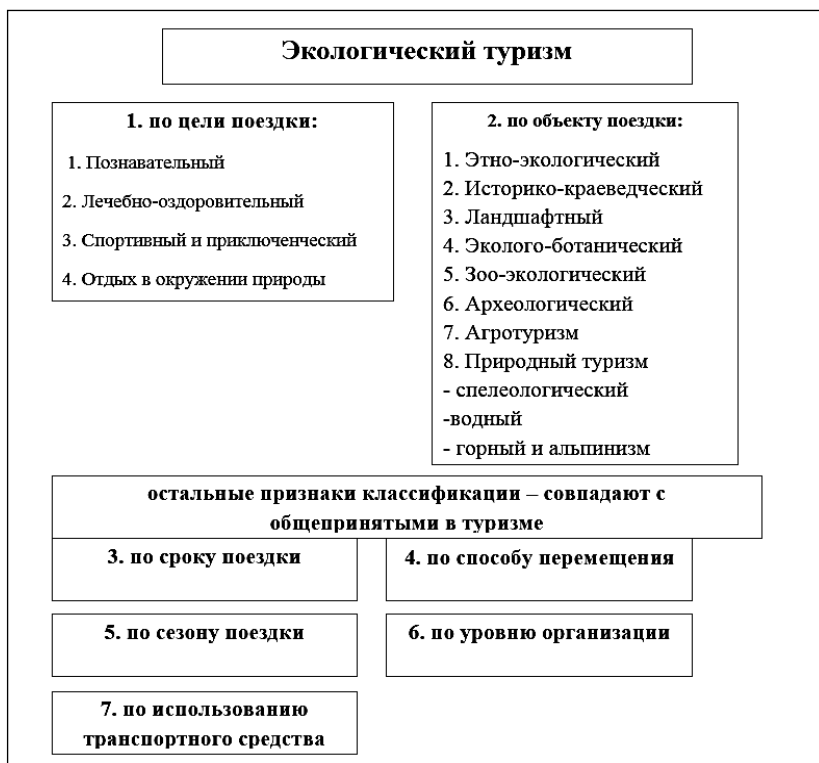 Экологический туризм
1. по цели поездки:
1. Познавательный
2. Лечебно-оздоровительный
3. Спортивный и приключенческий
4. Отдых в окружении природы
2. по объекту поездки:
1. Этно-экологический
2. Историко-краеведческий
3. Ландшафтный
4. Эколого-ботанический
5. Зоо-экологический
6. Археологический
7. Агротуризм
8. Природный туризм
- спелеологический
-водный
- горный и альпинизм
остальные признаки классификации – совпадают с
общепринятыми в туризме
3. по сроку поездки
4. по способу перемещения
5. по сезону поездки
6. по уровню организации
7. по использованию
транспортного средства